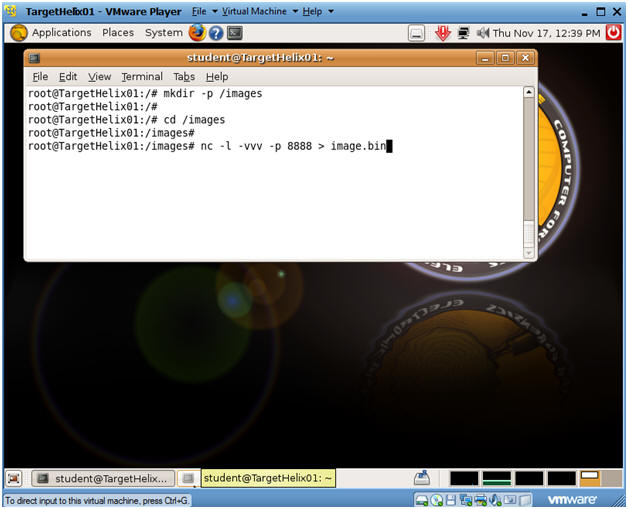 TargetHelix01 - VMware Player File Virtual Machine Help
Applications Places System ? Thu Nov 17, 12:39 PM
student@TargetHelix01: ~
File Edit View Terminal Tabs Help
root@TargetHelix01:/# mkdir -p /images
root@TargetHelix01:/#
root@TargetHelix01:/# cd /images
root@TargetHelix01:/images#
root@TargetHelix01:/images# nc -l -vvv -p 8888 > image.bin
COMPUTER FOR
student@TargetHelix...
student@TargetHelix01: ~
To direct input to this virtual machine, press Ctrl+G.
vmware